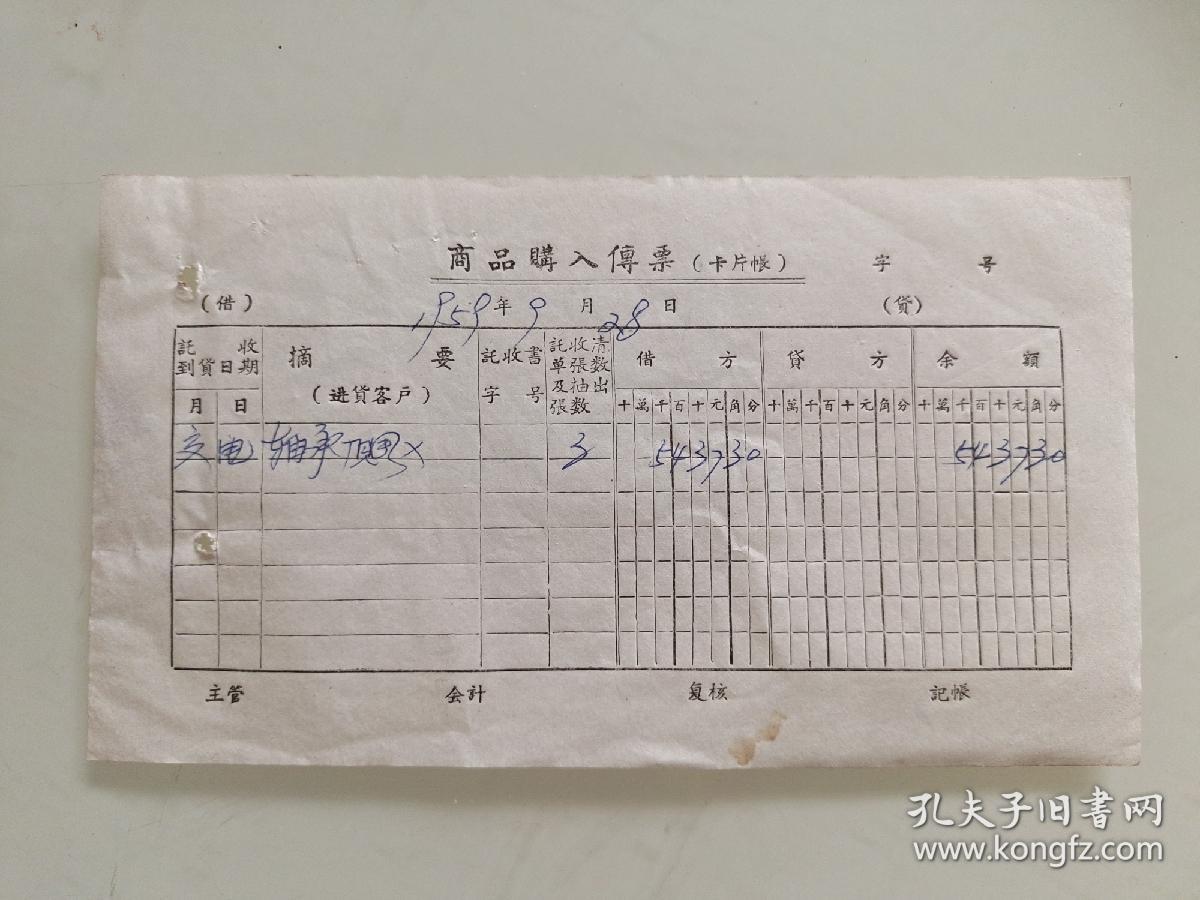 商品購入傳票(卡片帳) 字 号
(借) 1959年9月28日 (贷)
託收到貨日期 摘要 託收書 託收清單張數及抽出張數 借方 貸方 余額
(进貨客戶) 字号
月 日 十萬千百十元角分 十萬千百十元角分 十萬千百十元角分
交电 轴承 3 543730 543730
主管 会計 复核 記帳
孔夫子旧书网
www.kongfz.com